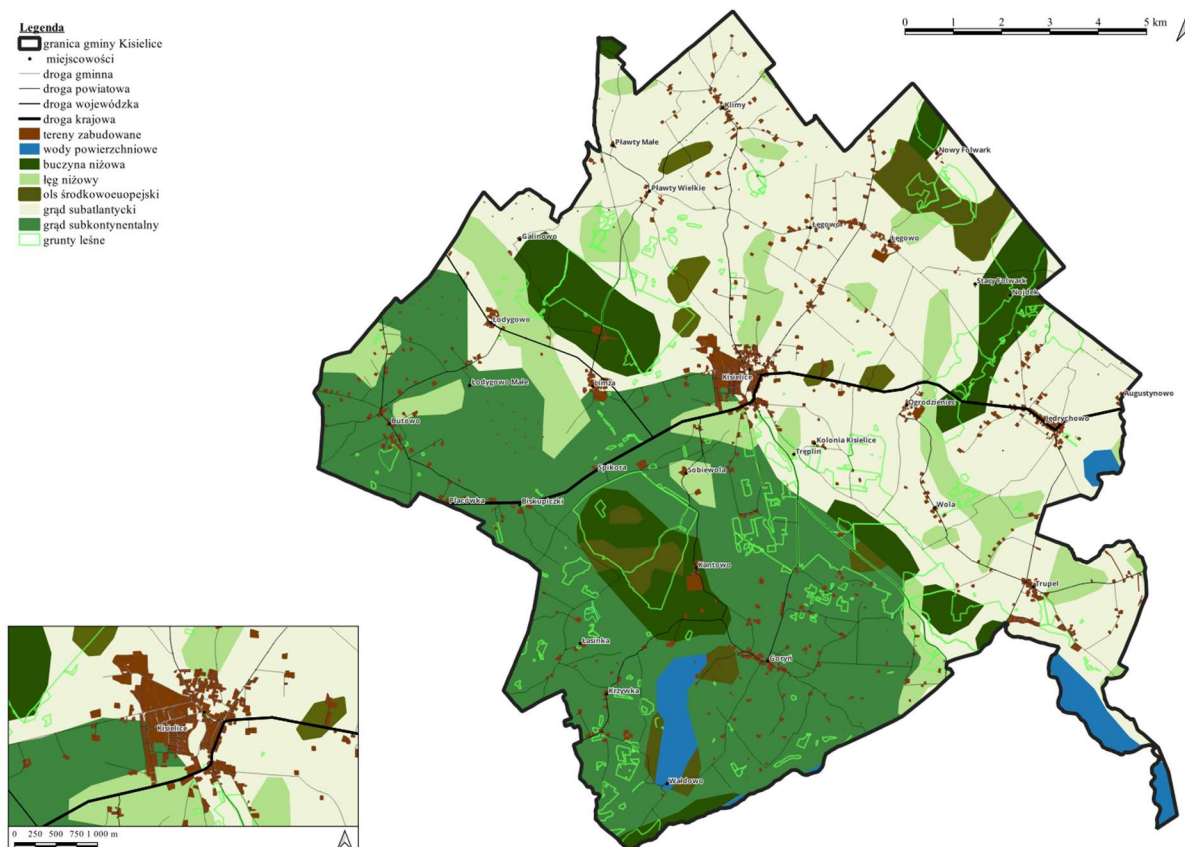 Legenda
granica gminy Kisielice
miejscowości
droga gminna
droga powiatowa
droga wojewódzka
droga krajowa
tereny zabudowane
wody powierzchniowe
buczyna niżowa
łęg niżowy
ols środkowoeuopejski
grąd subatlantycki
grąd subkontynentalny
grunty leśne
0 1 2 3 4 5 km
Klimy
Pławty Małe
Nowy Folwark
Pławty Wielkie
Łęgowo
Galinowo
Łęgowo
Stary Folwark
Nojdek
Łodygowo
Kisielice
Łodygowo Małe
Limża
Augustynowo
Ogrodzieniec
Jędrychowo
Butowo
Kolonia Kisielice
Tręplin
Spikora
Sobiewola
Placówka
Biskupiczki
Wola
Kantowo
Trupel
Łasinka
Goryń
Krzywka
Wałdowo
Kisielice
0 250 500 750 1 000 m